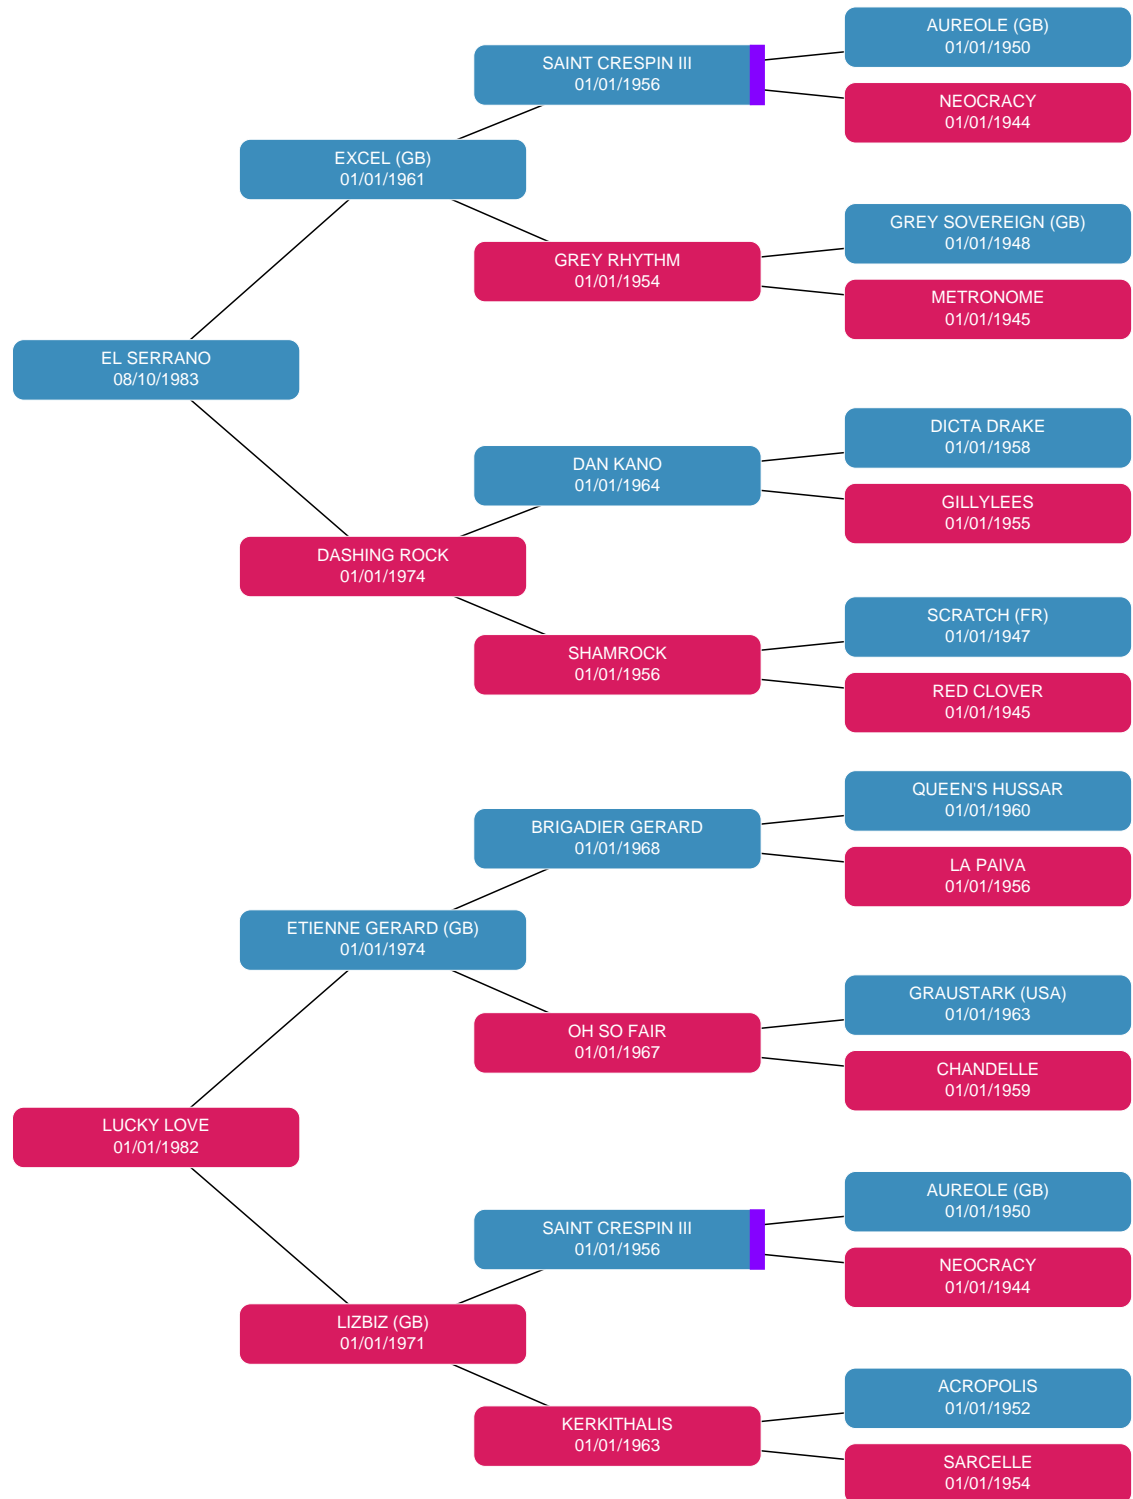 AUREOLE (GB)
01/01/1950
SAINT CRESPIN III
01/01/1956
NEOCRACY
01/01/1944
EXCEL (GB)
01/01/1961
GREY SOVEREIGN (GB)
01/01/1948
GREY RHYTHM
01/01/1954
METRONOME
01/01/1945
EL SERRANO
08/10/1983
DICTA DRAKE
01/01/1958
DAN KANO
01/01/1964
GILLYLEES
01/01/1955
DASHING ROCK
01/01/1974
SCRATCH (FR)
01/01/1947
SHAMROCK
01/01/1956
RED CLOVER
01/01/1945
QUEEN'S HUSSAR
01/01/1960
BRIGADIER GERARD
01/01/1968
LA PAIVA
01/01/1956
ETIENNE GERARD (GB)
01/01/1974
GRAUSTARK (USA)
01/01/1963
OH SO FAIR
01/01/1967
CHANDELLE
01/01/1959
LUCKY LOVE
01/01/1982
AUREOLE (GB)
01/01/1950
SAINT CRESPIN III
01/01/1956
NEOCRACY
01/01/1944
LIZBIZ (GB)
01/01/1971
ACROPOLIS
01/01/1952
KERKITHALIS
01/01/1963
SARCELLE
01/01/1954